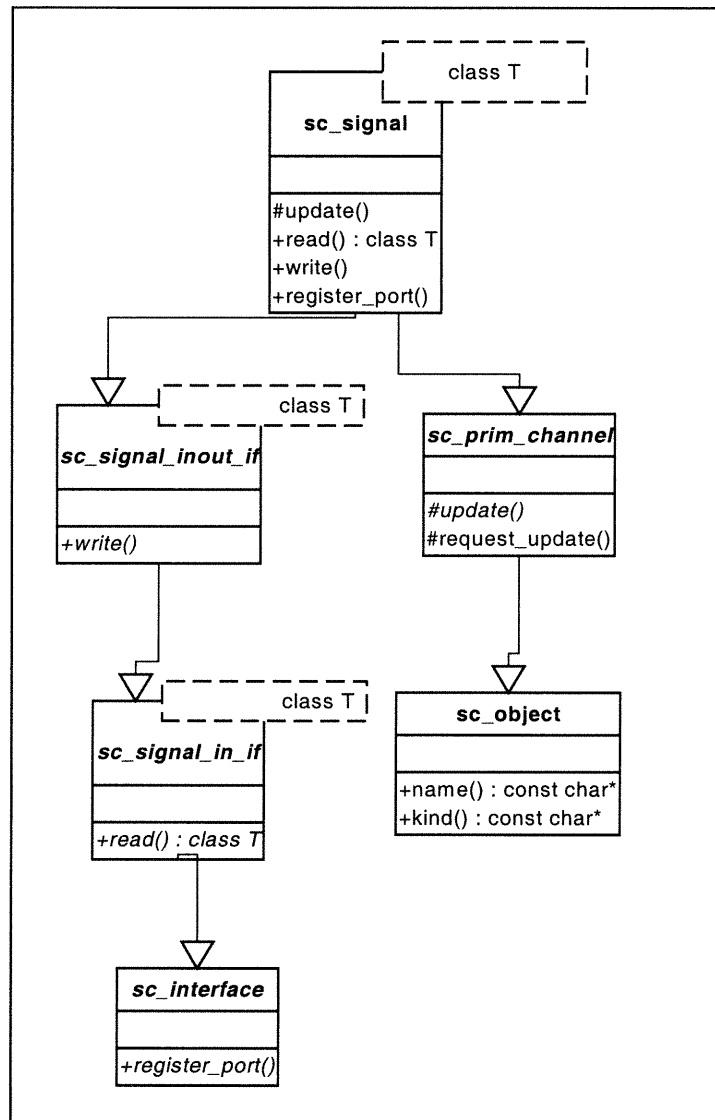 class T
sc_signal
#update()
+read() : class T
+write()
+register_port()
class T
sc_signal_inout_if
+write()
sc_prim_channel
#update()
#request_update()
class T
sc_signal_in_if
+read() : class T
sc_object
+name() : const char*
+kind() : const char*
sc_interface
+register_port()